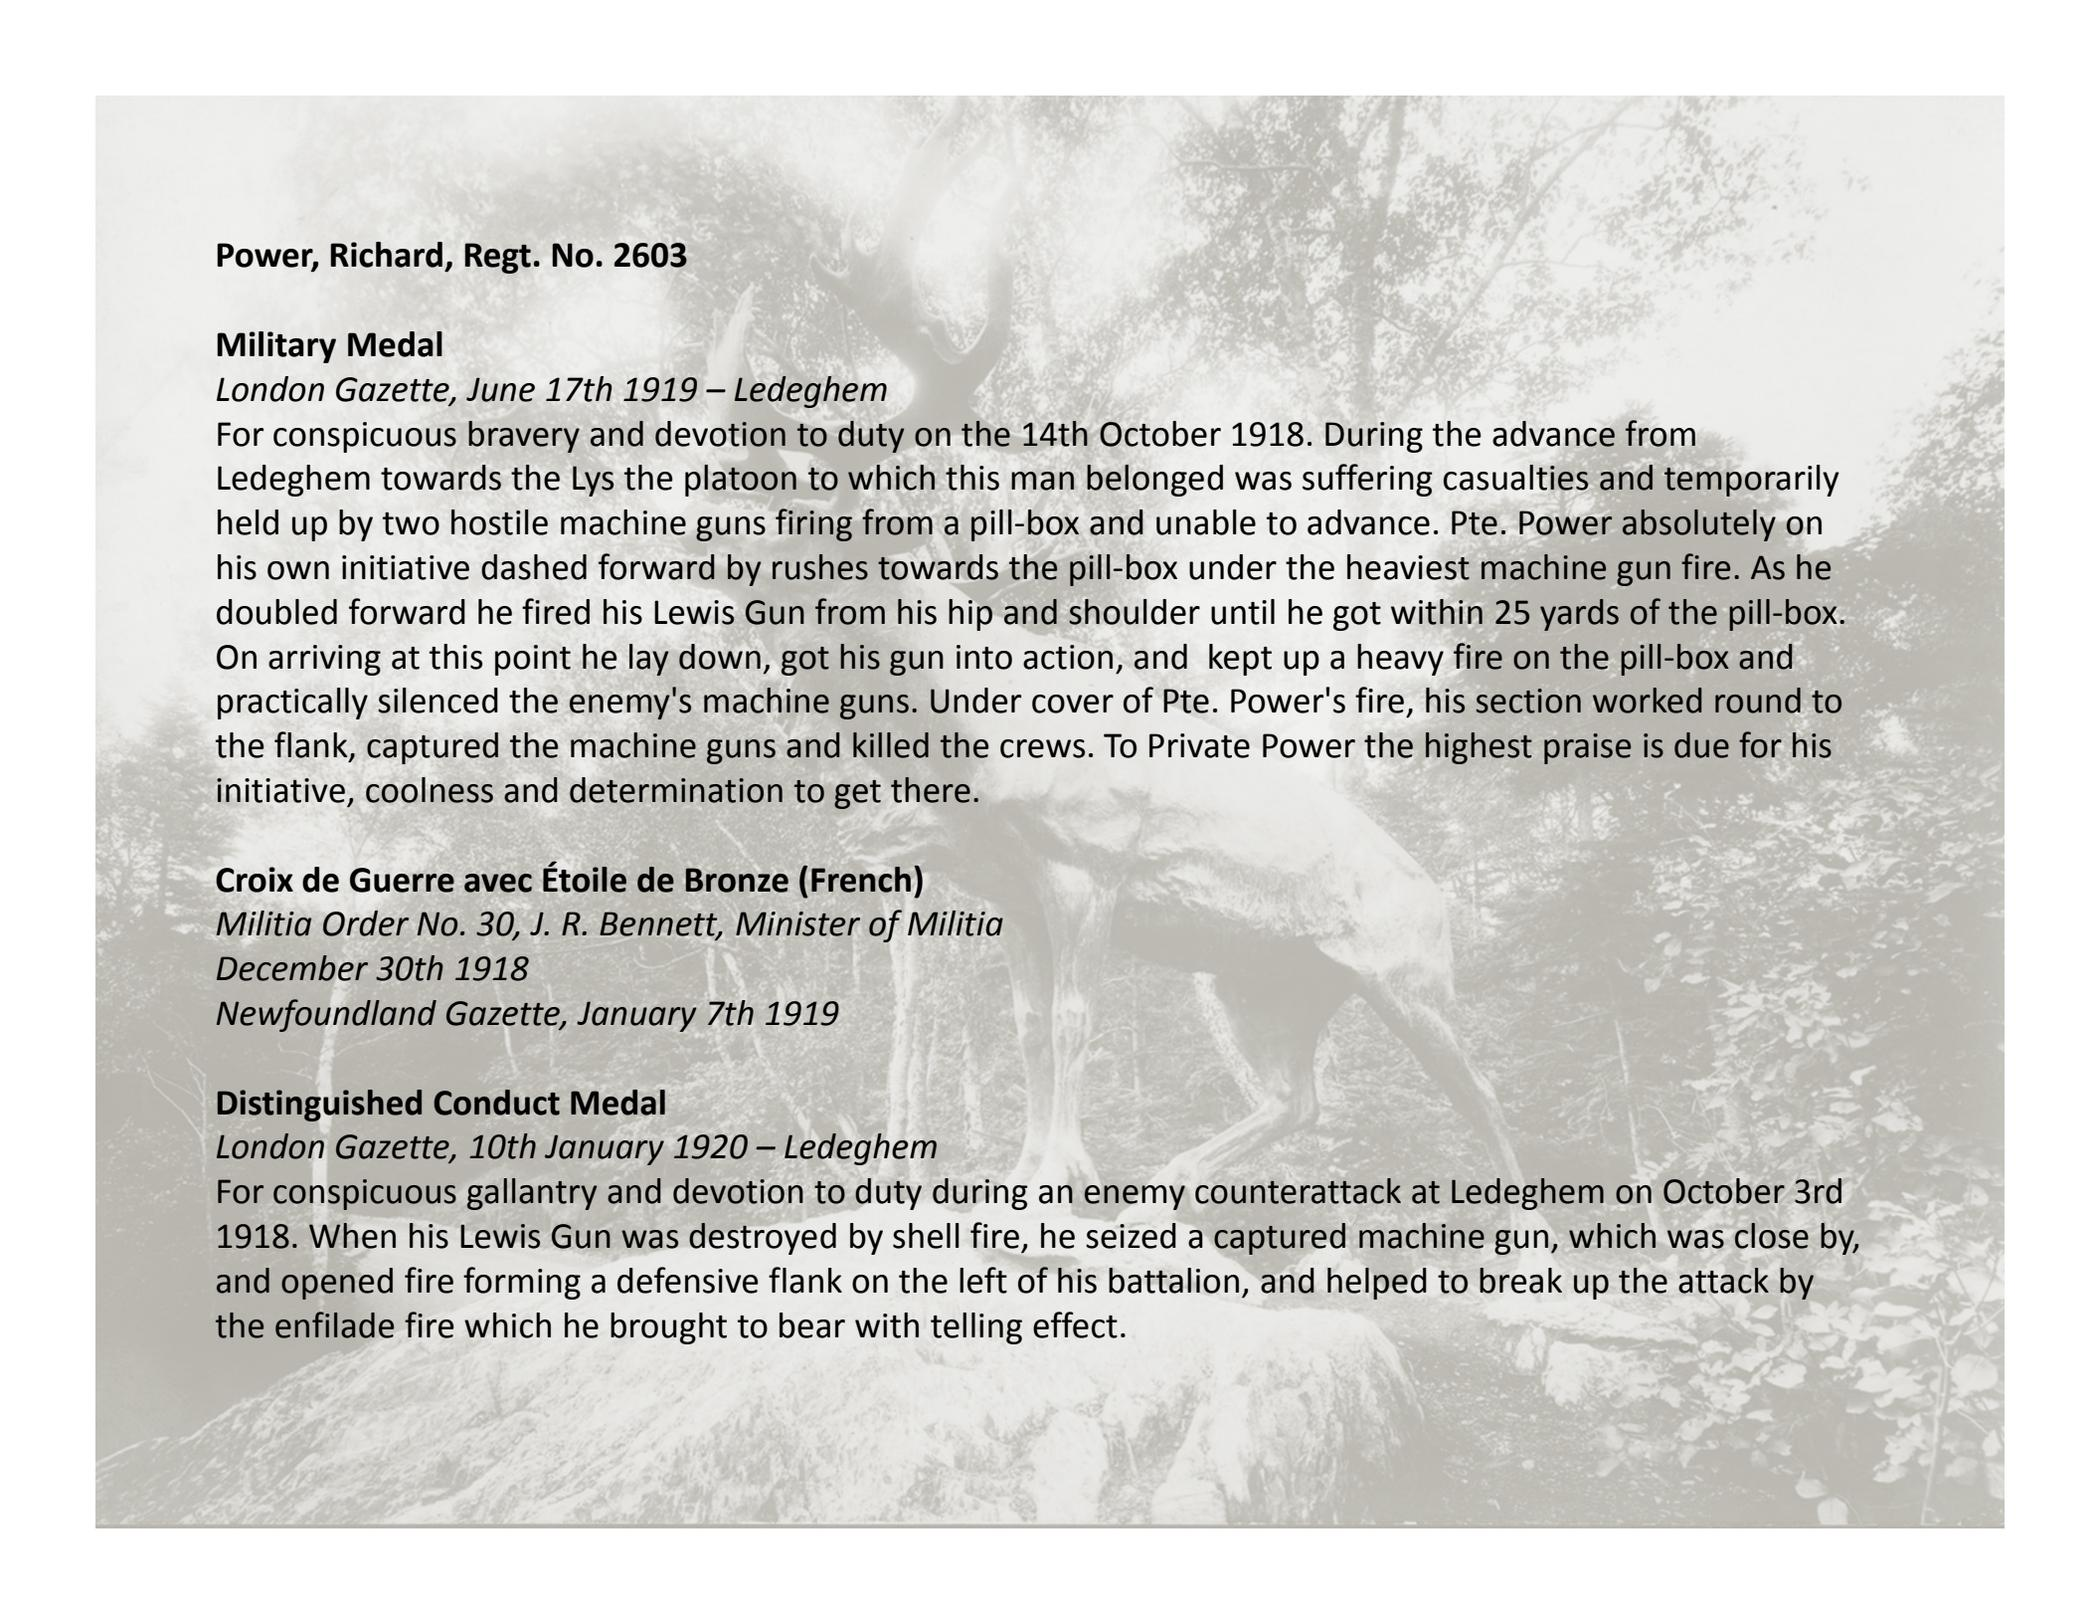 Power, Richard, Regt. No. 2603
Military Medal
London Gazette, June 17th 1919 – Ledeghem
For conspicuous bravery and devotion to duty on the 14th October 1918. During the advance from
Ledeghem towards the Lys the platoon to which this man belonged was suffering casualties and temporarily
held up by two hostile machine guns firing from a pill-box and unable to advance. Pte. Power absolutely on
his own initiative dashed forward by rushes towards the pill-box under the heaviest machine gun fire. As he
doubled forward he fired his Lewis Gun from his hip and shoulder until he got within 25 yards of the pill-box.
On arriving at this point he lay down, got his gun into action, and  kept up a heavy fire on the pill-box and
practically silenced the enemy's machine guns. Under cover of Pte. Power's fire, his section worked round to
the flank, captured the machine guns and killed the crews. To Private Power the highest praise is due for his
initiative, coolness and determination to get there.
Croix de Guerre avec Étoile de Bronze (French)
Militia Order No. 30, J. R. Bennett, Minister of Militia
December 30th 1918
Newfoundland Gazette, January 7th 1919
Distinguished Conduct Medal
London Gazette, 10th January 1920 – Ledeghem
For conspicuous gallantry and devotion to duty during an enemy counterattack at Ledeghem on October 3rd
1918. When his Lewis Gun was destroyed by shell fire, he seized a captured machine gun, which was close by,
and opened fire forming a defensive flank on the left of his battalion, and helped to break up the attack by
the enfilade fire which he brought to bear with telling effect.